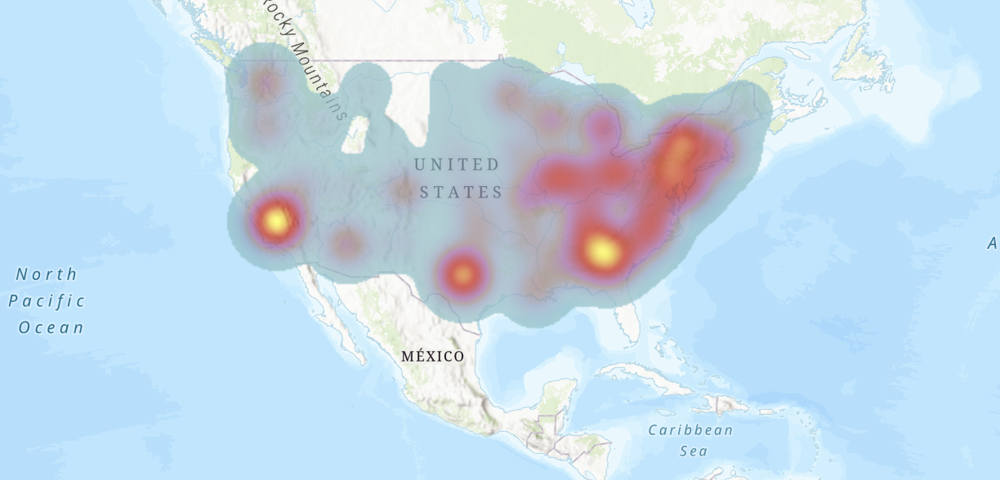 Rocky Mountains
UNITED
STATES
North
Pacific
Ocean
A
MÉXICO
Caribbean
Sea